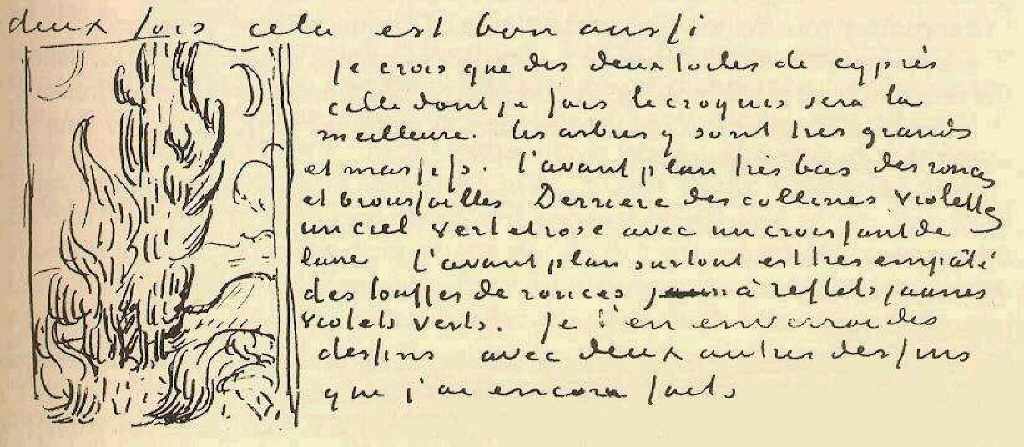 deux fois cela est bon aussi
je crois que des deux toiles de cyprès
celle dont je fais le croquis sera la
meilleure. les arbres y sont très grands
et massifs. l'avant plan très bas des ronces
et broussailles Derrière des collines violettes
un ciel vert et rose avec un croissant de
lune L'avant plan surtout est très empâté
des touffes de ronces à reflets jaunes
violets verts. Je t'en enverrai des
dessins avec deux autres dessins
que j'ai encore faits